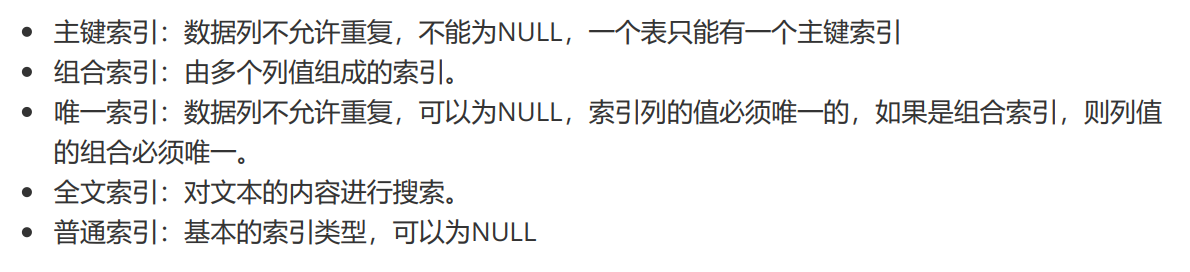 主键索引：数据列不允许重复，不能为NULL，一个表只能有一个主键索引
组合索引：由多个列值组成的索引。
唯一索引：数据列不允许重复，可以为NULL，索引列的值必须唯一的，如果是组合索引，则列值
的组合必须唯一。
全文索引：对文本的内容进行搜索。
普通索引：基本的索引类型，可以为NULL